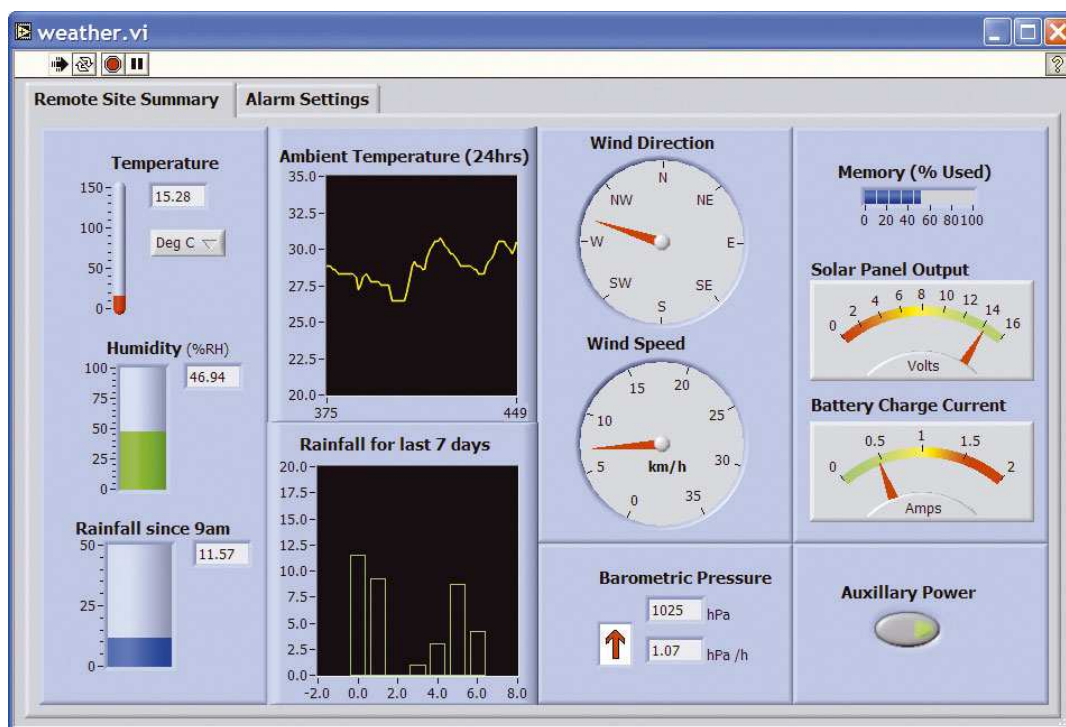 weather.vi
?
Remote Site Summary
Alarm Settings
Temperature
150
100
50
0
15.28
Deg C
Humidity (%RH)
100
75
50
25
0
46.94
Rainfall since 9am
50
25
0
11.57
Ambient Temperature (24hrs)
35.0
32.5
30.0
27.5
25.0
22.5
20.0
375 449
Rainfall for last 7 days
20.0
17.5
15.0
12.5
10.0
7.5
5.0
2.5
0.0
-2.0 0.0 2.0 4.0 6.0 8.0
Wind Direction
N
NW NE
W E
SW SE
S
Wind Speed
15 20
10 25
5 30
km/h
0 35
Barometric Pressure
1025 hPa
1.07 hPa /h
Memory (% Used)
0 20 40 60 80 100
Solar Panel Output
0 2 4 6 8 10 12 14 16
Volts
Battery Charge Current
0 0.5 1 1.5 2
Amps
Auxillary Power